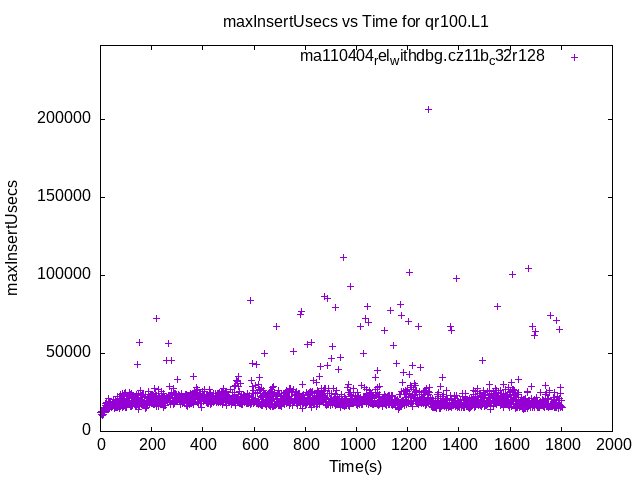 maxInsertUsecs vs Time for qr100.L1
ma110404relwithdbg.cz11bc32r128
maxInsertUsecs
200000
150000
100000
50000
0
0 200 400 600 800 1000 1200 1400 1600 1800 2000
Time(s)